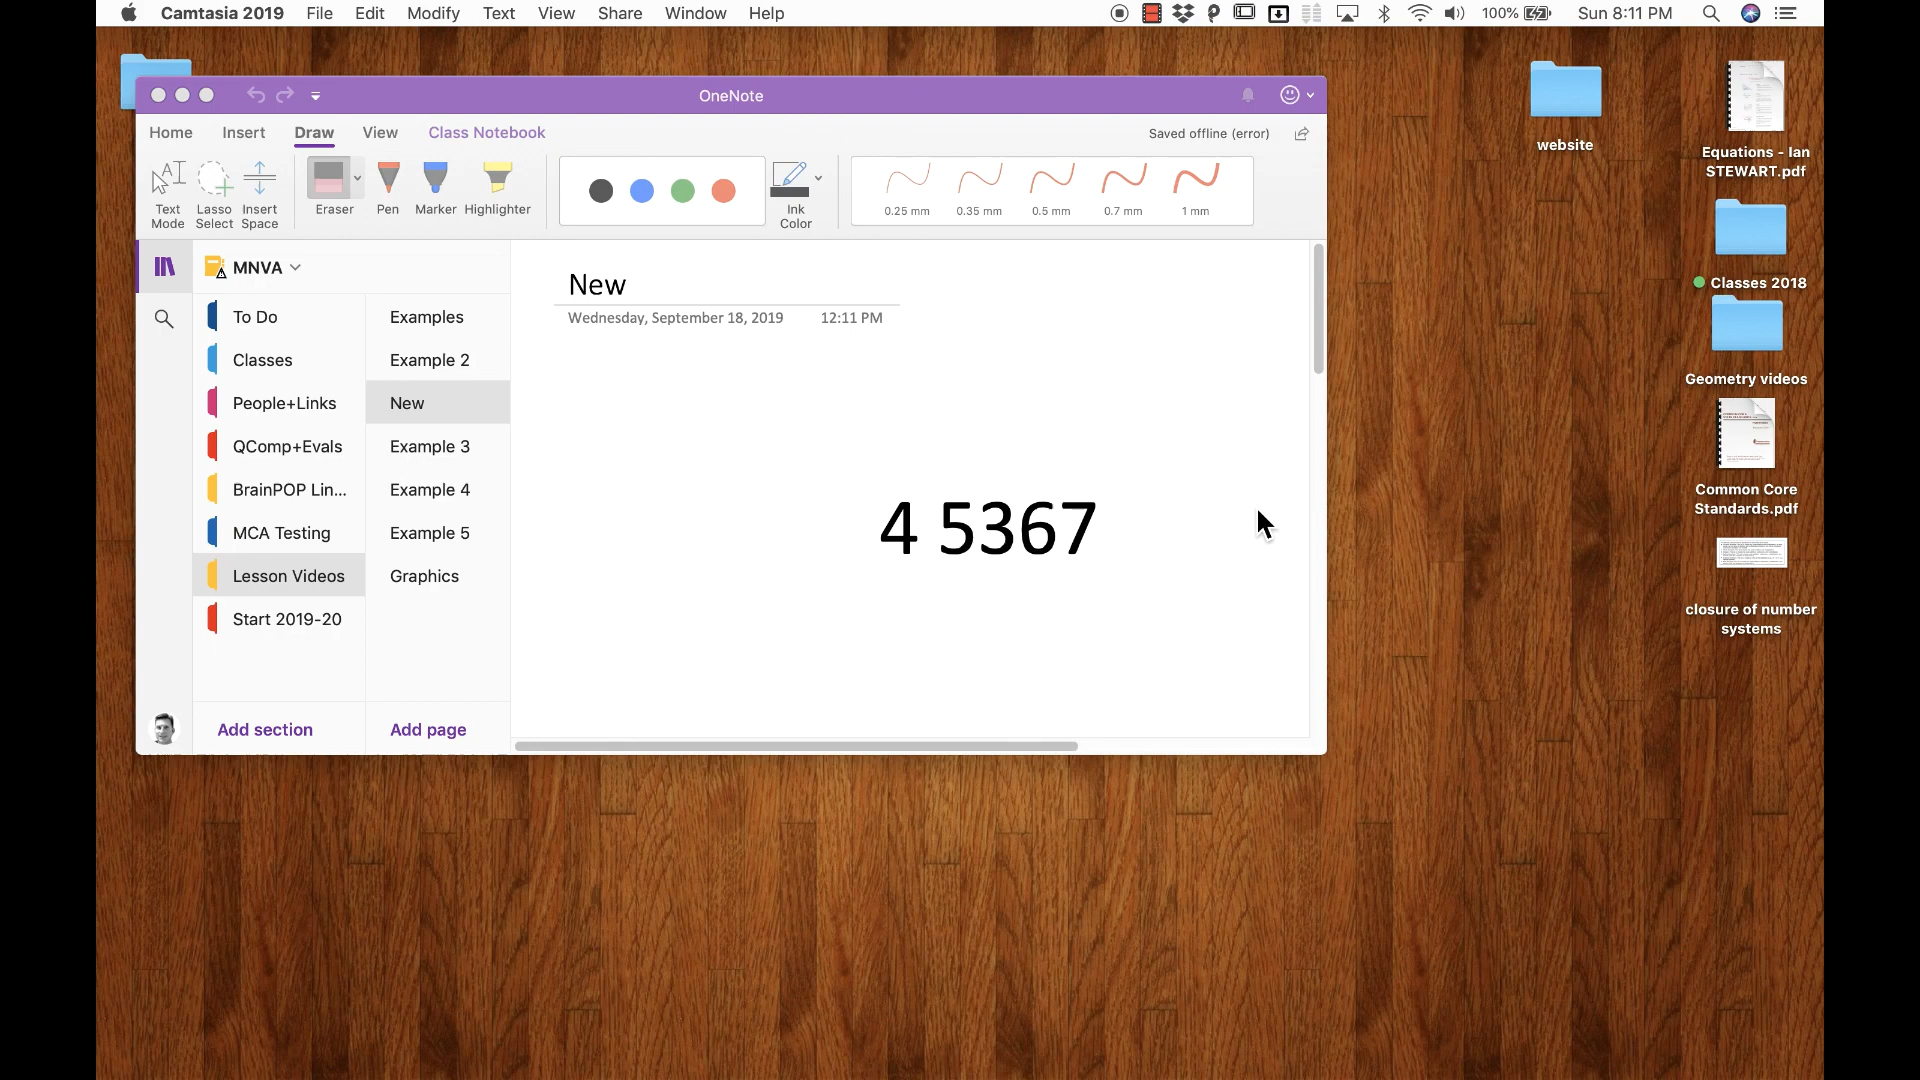 Camtasia 2019 File Edit Modify Text View Share Window Help 100% Sun 8:11 PM
OneNote
Home Insert Draw View Class Notebook Saved offline (error)
Text Mode
Lasso Select
Insert Space
Eraser
Pen
Marker
Highlighter
Ink Color
0.25 mm 0.35 mm 0.5 mm 0.7 mm 1 mm
MNVA
To Do
Classes
People+Links
QComp+Evals
BrainPOP Lin...
MCA Testing
Lesson Videos
Start 2019-20
Add section
Examples
Example 2
New
Example 3
Example 4
Example 5
Graphics
Add page
New
Wednesday, September 18, 2019 12:11 PM
4 5367
website
Equations - Ian
STEWART.pdf
Classes 2018
Geometry videos
Common Core
Standards.pdf
closure of number
systems